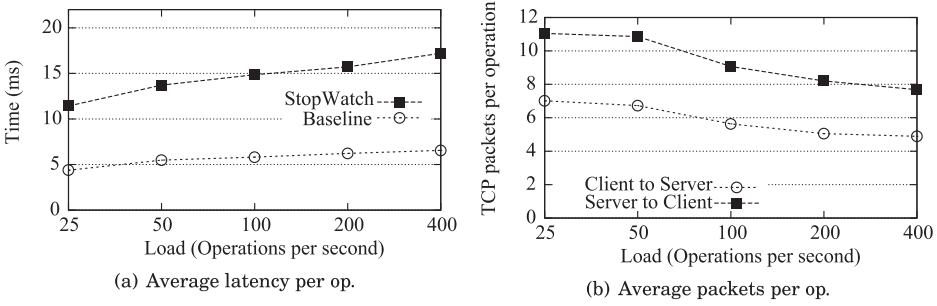 20
15
10
5
0
Time (ms)
StopWatch
Baseline
25 50 100 200 400
Load (Operations per second)
(a) Average latency per op.
12
10
8
6
4
2
0
TCP packets per operation
Client to Server
Server to Client
25 50 100 200 400
Load (Operations per second)
(b) Average packets per op.